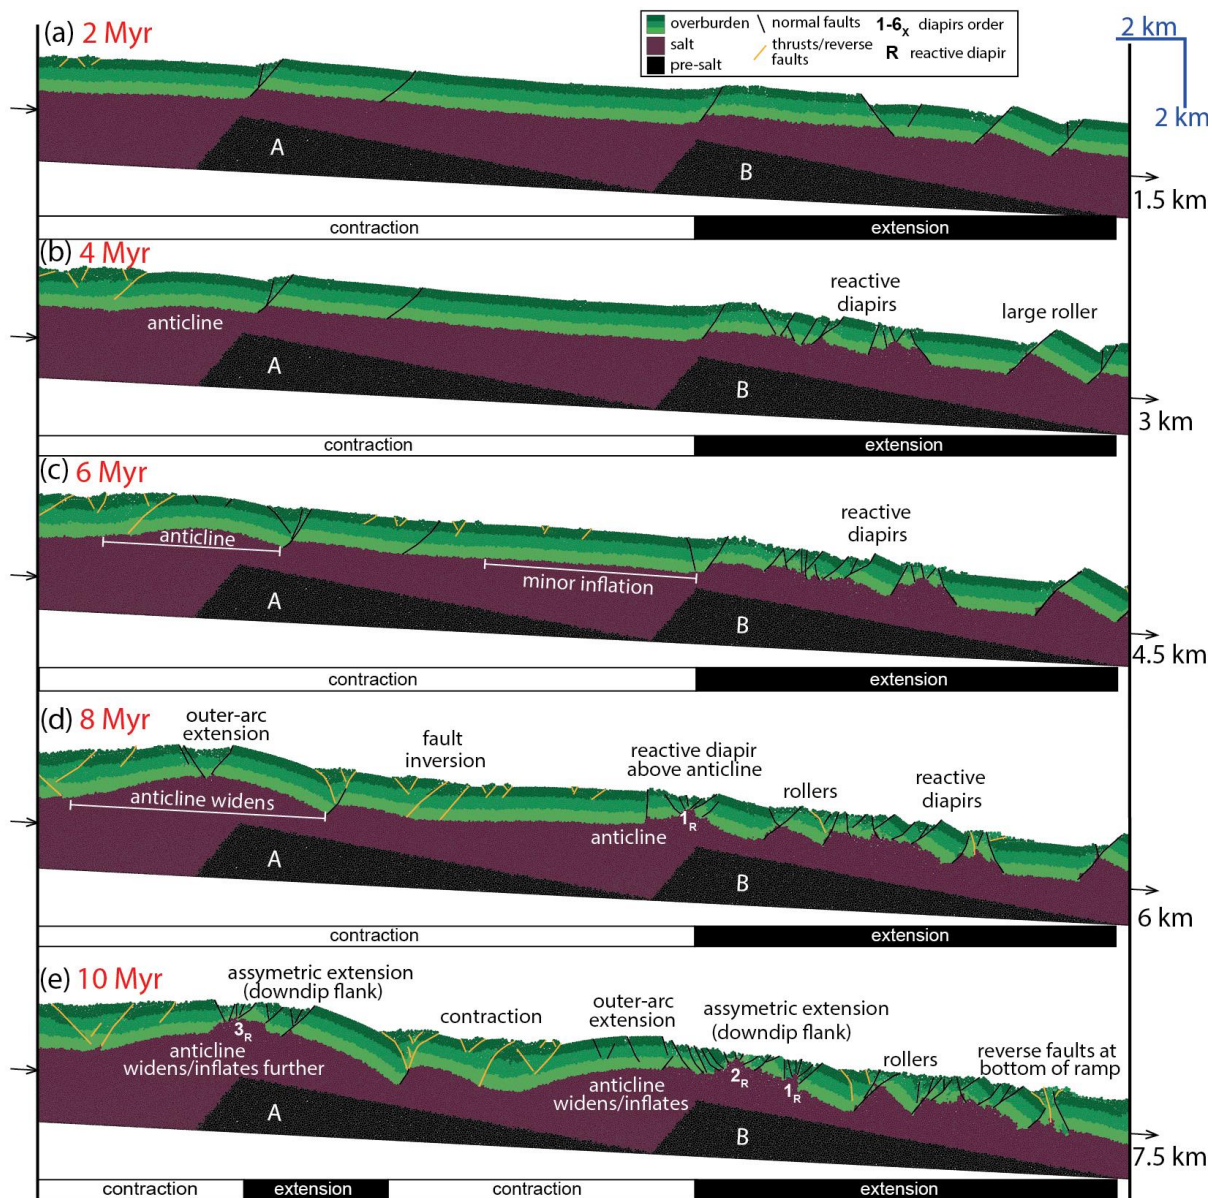 (a) 2 Myr
overburden
salt
pre-salt
normal faults
thrusts/reverse
faults
1-6x diapirs order
R reactive diapir
2 km
2 km
A
B
1.5 km
contraction
extension
(b) 4 Myr
anticline
reactive
diapirs
large roller
A
B
3 km
contraction
extension
(c) 6 Myr
anticline
minor inflation
reactive
diapirs
A
B
4.5 km
contraction
extension
(d) 8 Myr
outer-arc
extension
fault
inversion
reactive diapir
above anticline
rollers
reactive
diapirs
anticline widens
anticline
1R
A
B
6 km
contraction
extension
(e) 10 Myr
assymetric extension
(downdip flank)
contraction
outer-arc
extension
assymetric extension
(downdip flank)
rollers
reverse faults at
bottom of ramp
3R
anticline
widens/inflates further
anticline
widens/inflates
2R
1R
A
B
7.5 km
contraction
extension
contraction
extension